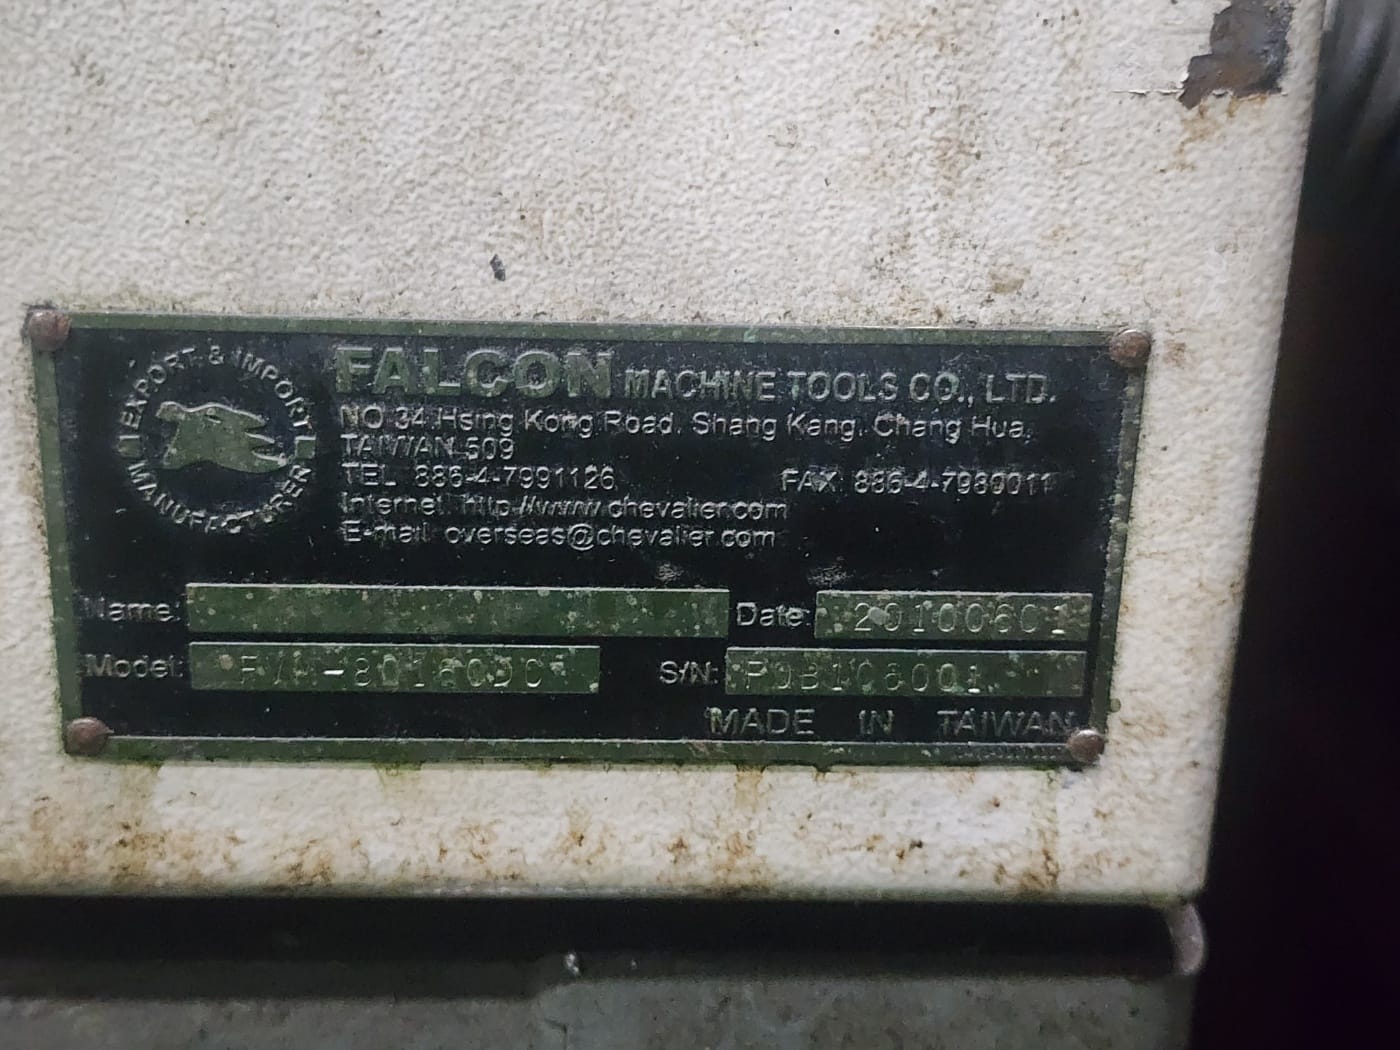 EXPORT & IMPORT
MANUFACTURER
FALCON MACHINE TOOLS CO., LTD.
NO 34 Hsing Kong Road, Shang Kang, Chang Hua,
TAIWAN 509
TEL 886-4-7991126 FAX 886-4-7980011
Internet http://www.chevalier.com
E-mail overseas@chevalier.com
Name: Date: 20100601
Model: S/N:
MADE IN TAIWAN